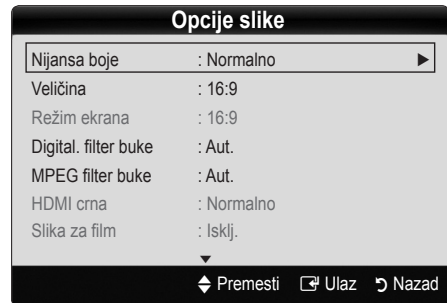 Opcije slike
Nijansa boje : Normalno ►
Veličina : 16:9
Režim ekrana : 16:9
Digital. filter buke : Aut.
MPEG filter buke : Aut.
HDMI crna : Normalno
Slika za film : Isklj.
▼
Premesti Ulaz Nazad